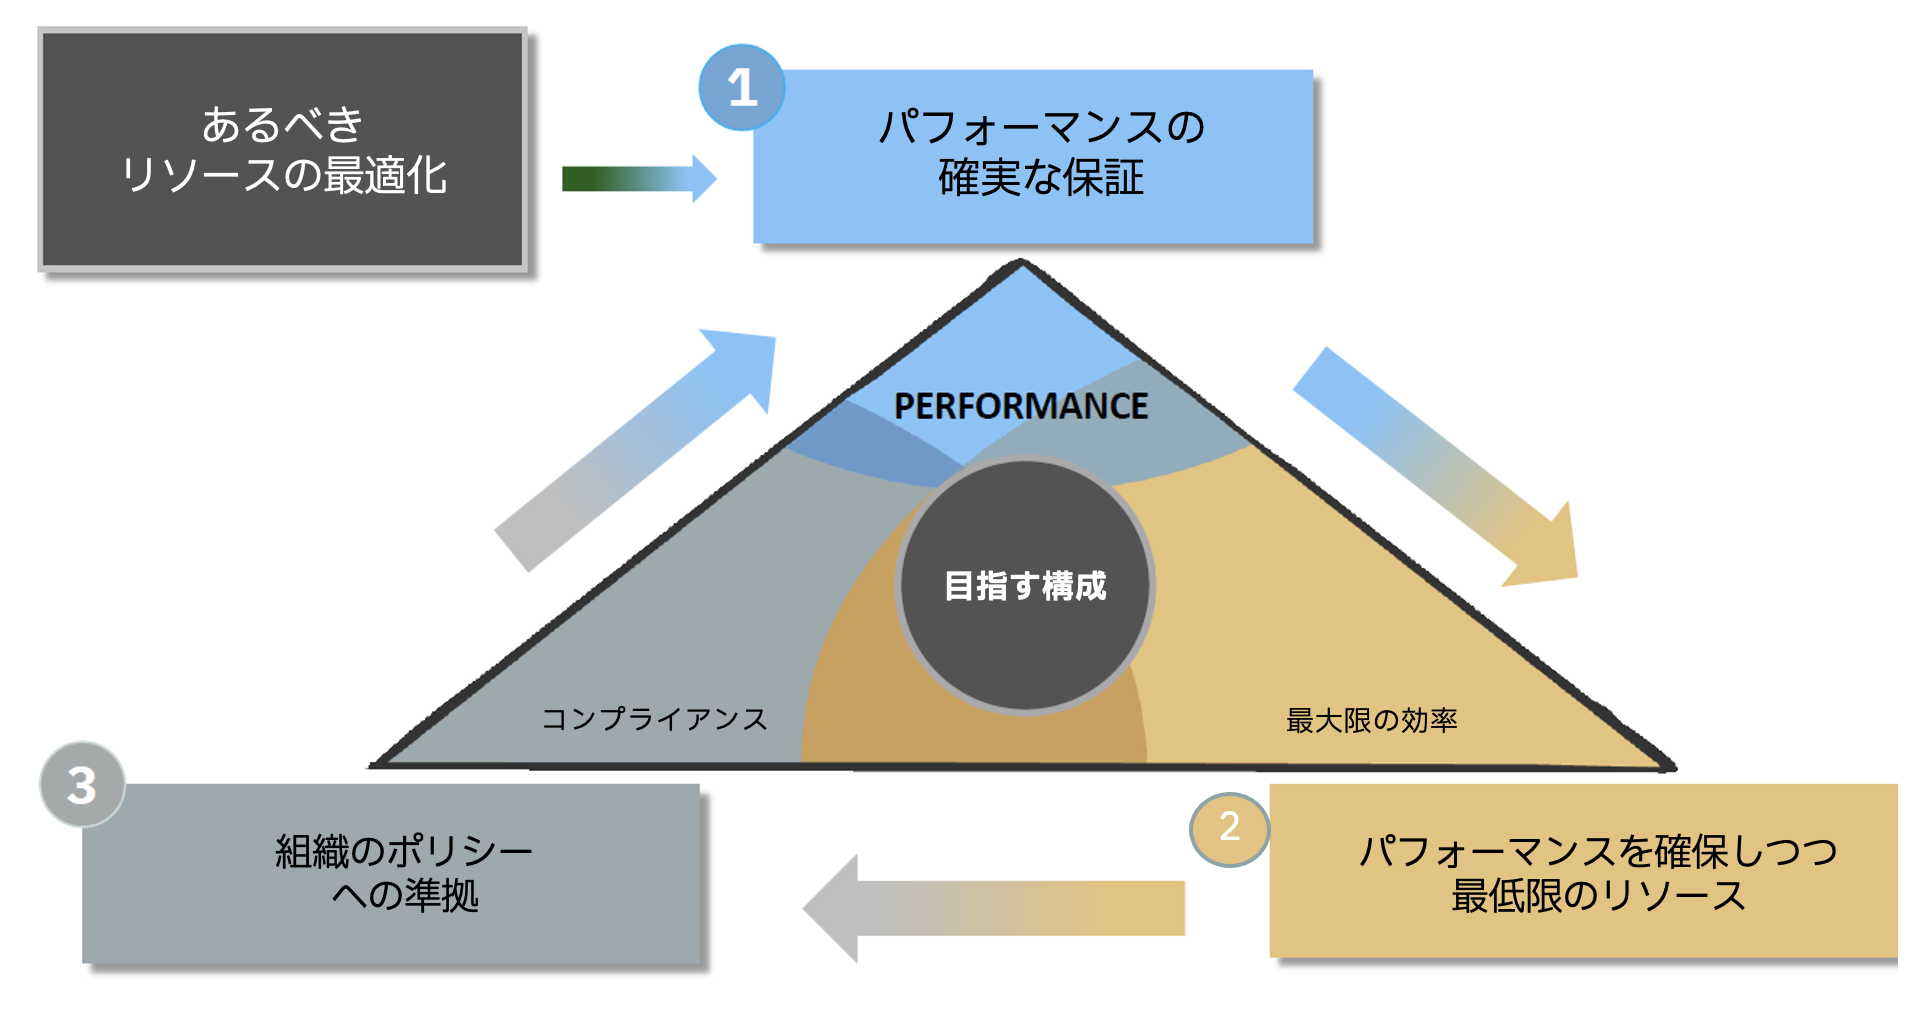 あるべき
リソースの最適化
1
パフォーマンスの
確実な保証
PERFORMANCE
目指す構成
コンプライアンス
最大限の効率
3
組織のポリシー
への準拠
2
パフォーマンスを確保しつつ
最低限のリソース